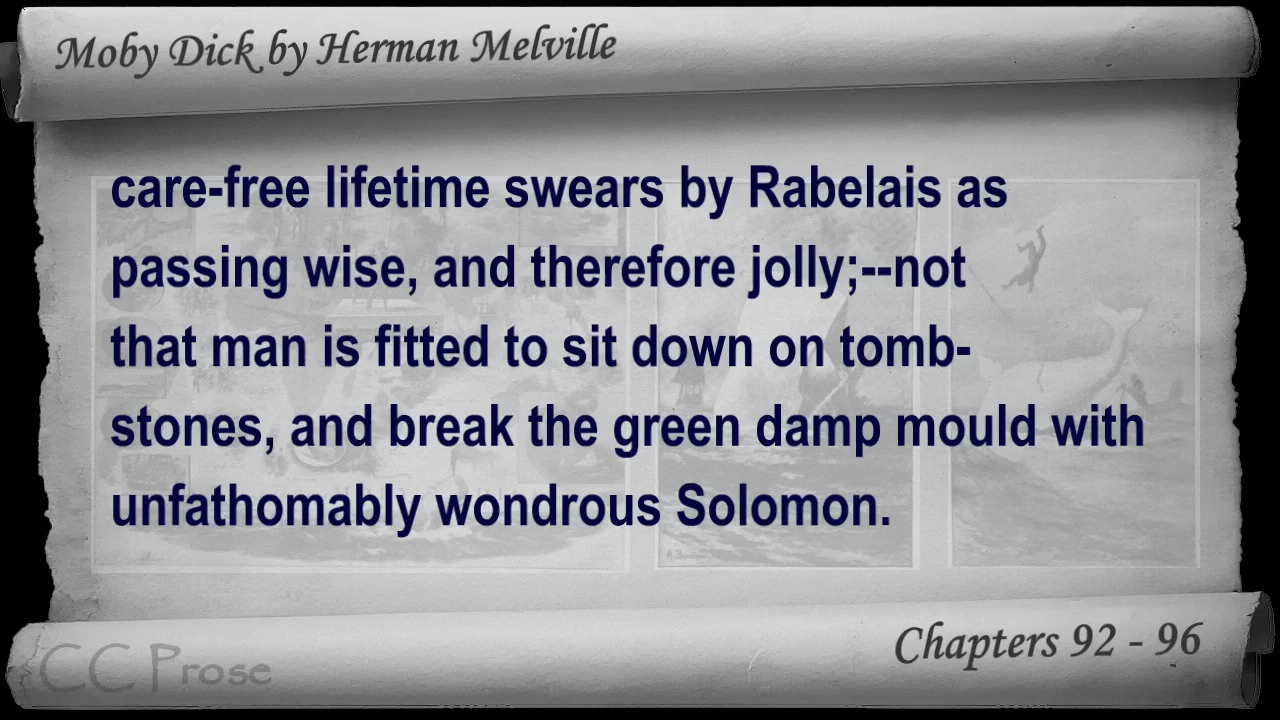 Moby Dick by Herman Melville
care-free lifetime swears by Rabelais as
passing wise, and therefore jolly;--not
that man is fitted to sit down on tomb-
stones, and break the green damp mould with
unfathomably wondrous Solomon.
Chapters 92 - 96
CC Prose